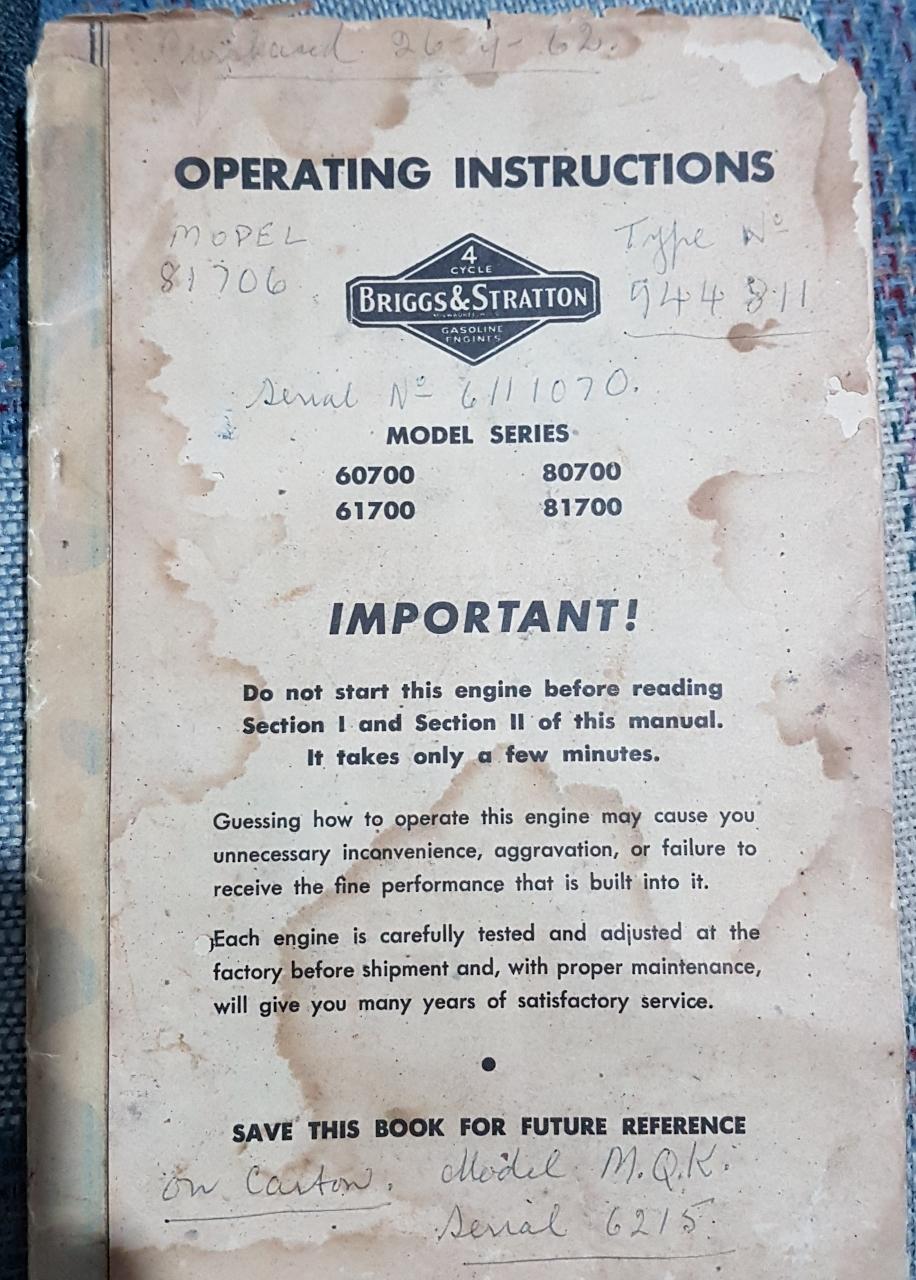 Purchased 26-4-62.
OPERATING INSTRUCTIONS
MODEL
81706
4
CYCLE
BRIGGS&STRATTON
GASOLINE
ENGINES
Type Nº
944811
Serial Nº 6111070.
MODEL SERIES
60700 80700
61700 81700
IMPORTANT!
Do not start this engine before reading
Section I and Section II of this manual.
It takes only a few minutes.
Guessing how to operate this engine may cause you
unnecessary inconvenience, aggravation, or failure to
receive the fine performance that is built into it.
Each engine is carefully tested and adjusted at the
factory before shipment and, with proper maintenance,
will give you many years of satisfactory service.
SAVE THIS BOOK FOR FUTURE REFERENCE
on Carton. Model M.Q.K.
Serial 6215.